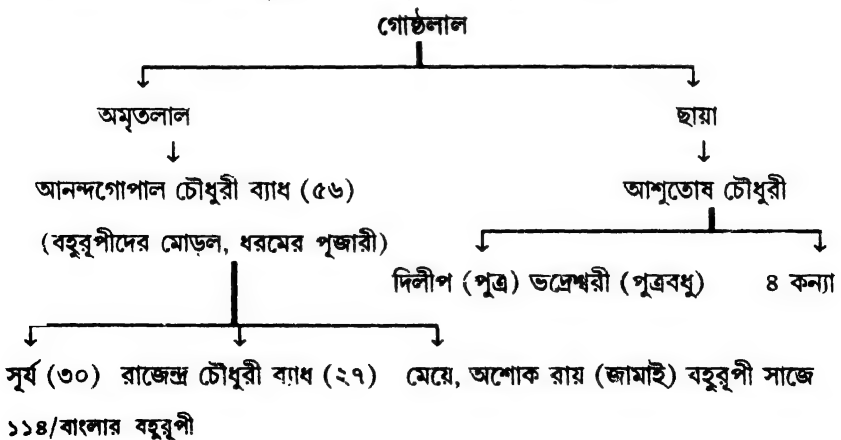 গোষ্ঠলাল
অমৃতলাল ছায়া
আনন্দগোপাল চৌধুরী ব্যাধ (৫৬) আশুতোষ চৌধুরী
(বহুরূপীদের মোড়ল, ধরমের পূজারী)
দিলীপ (পুত্র) ভদ্রেশ্বরী (পুত্রবধু) ৪ কন্যা
সূর্য (৩০) রাজেন্দ্র চৌধুরী ব্যাধ (২৭) মেয়ে, অশোক রায় (জামাই) বহুরূপী সাজে
১১৪/বাংলার বহুরূপী